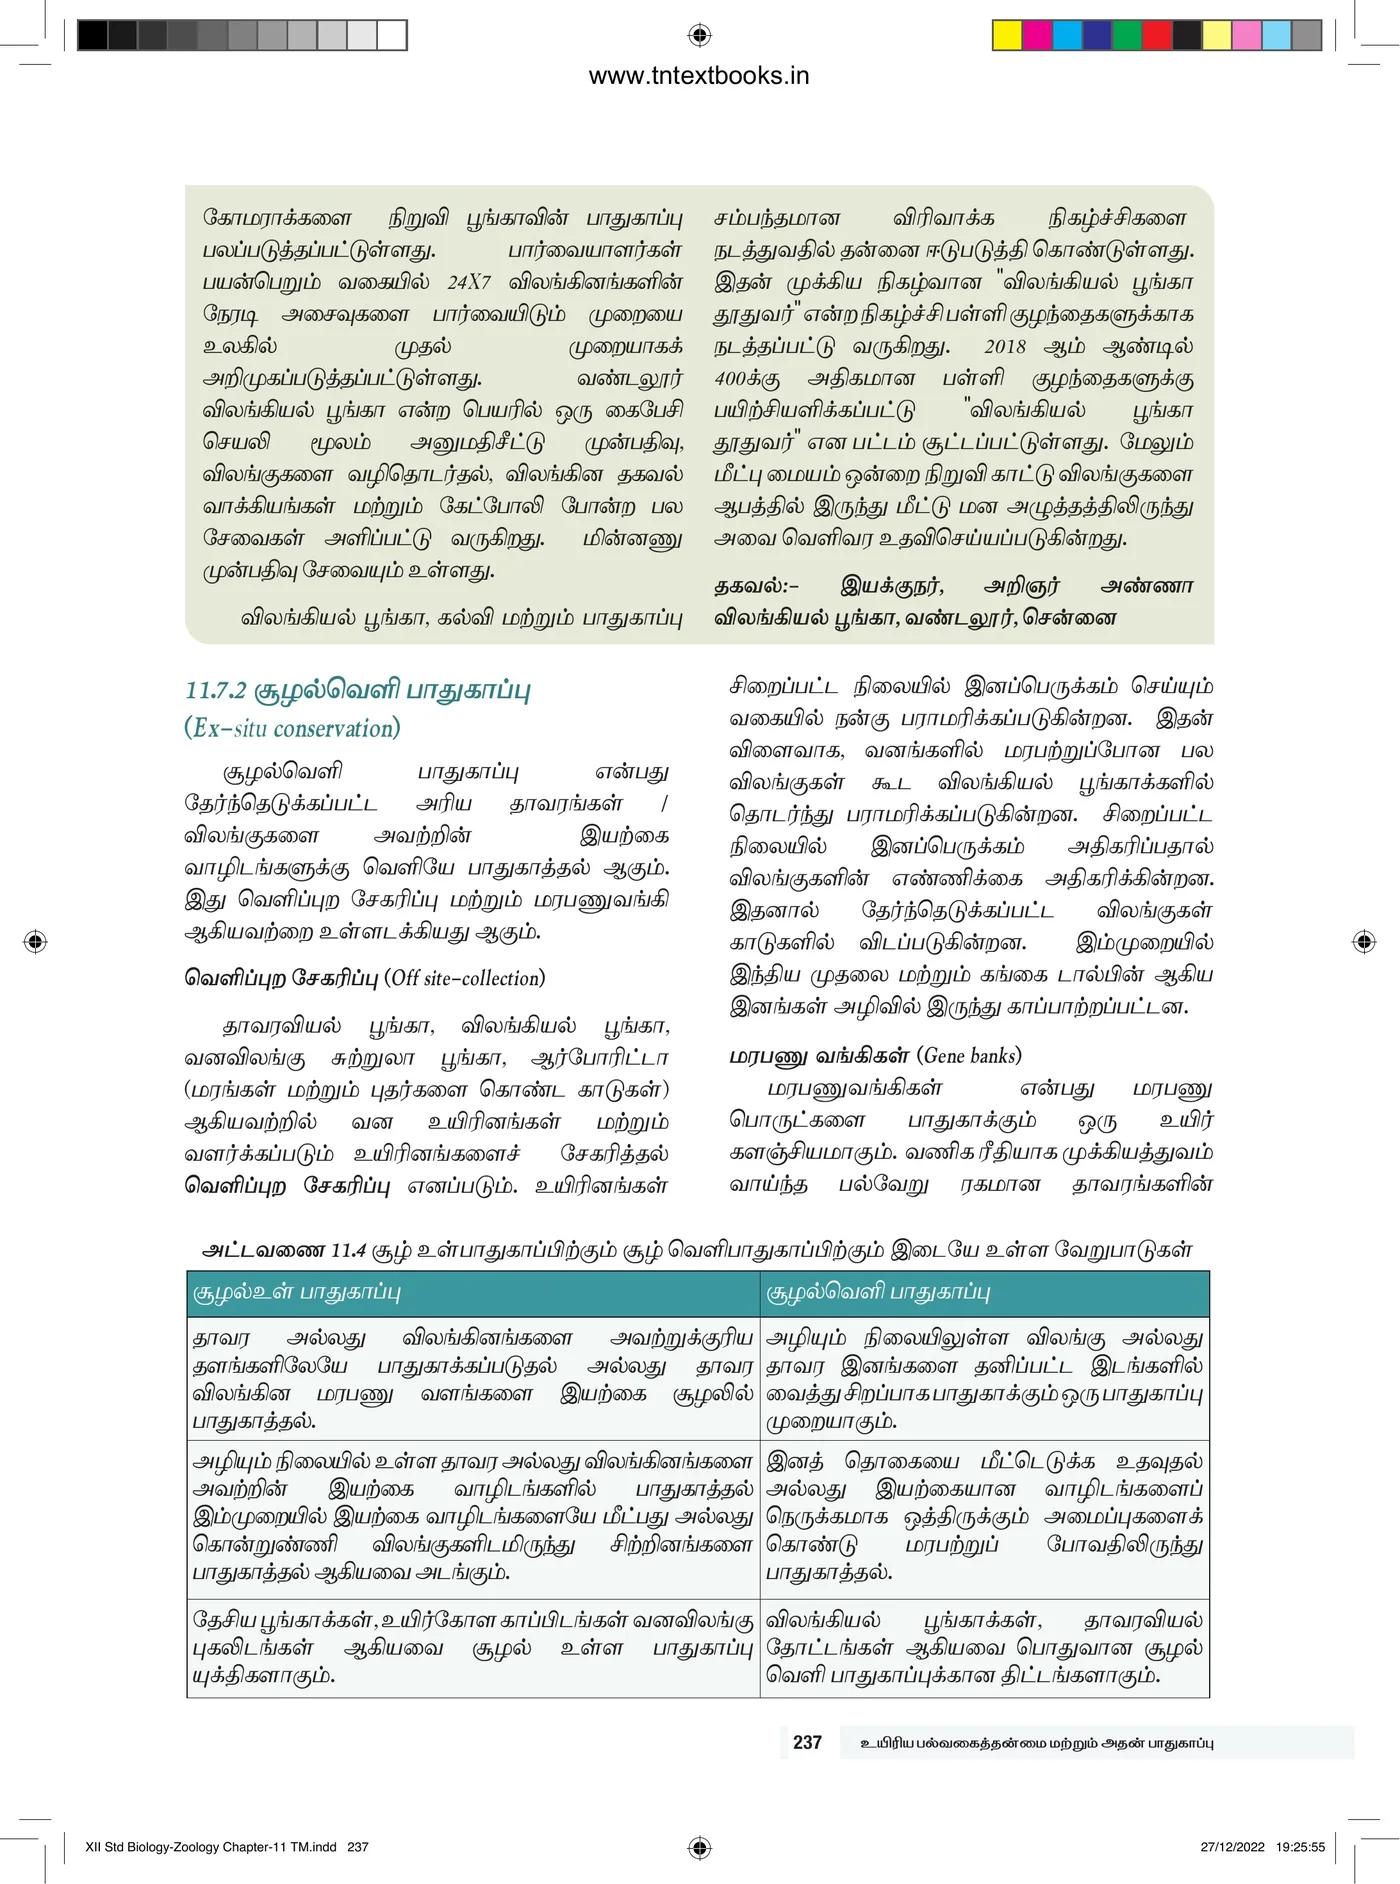 www.tntextbooks.in
கோமராக்களை நிறுவி பூங்காவின் பாதுகாப்பு
பலப்படுத்தப்பட்டுள்ளது. பார்வையாளர்கள்
பயன்பெறும் வகையில் 24X7 விலங்கினங்களின்
நேரடி அசைவுகளை பார்வையிடும் முறையை
உலகில் முதல் முறையாகக்
அறிமுகப்படுத்தப்பட்டுள்ளது. வண்டலூர்
விலங்கியல் பூங்கா என்ற பெயரில் ஒரு கைபேசி
செயலி மூலம் அனுமதிசீட்டு முன்பதிவு,
விலங்குகளை வழிதொடர்தல், விலங்கின தகவல்
வாக்கியங்கள் மற்றும் கேட்போலி போன்ற பல
சேவைகள் அளிப்பட்டு வருகிறது. மின்னணு
முன்பதிவு சேவையும் உள்ளது.
விலங்கியல் பூங்கா, கல்வி மற்றும் பாதுகாப்பு
சம்பந்தமான விரிவாக்க நிகழ்ச்சிகளை
நடத்துவதில் தன்னை ஈடுபடுத்தி கொண்டுள்ளது.
இதன் முக்கிய நிகழ்வான "விலங்கியல் பூங்கா
தூதுவர்" என்ற நிகழ்ச்சி பள்ளி குழந்தைகளுக்காக
நடத்தப்பட்டு வருகிறது. 2018 ஆம் ஆண்டில்
400க்கு அதிகமான பள்ளி குழந்தைகளுக்கு
பயிற்சியளிக்கப்பட்டு "விலங்கியல் பூங்கா
தூதுவர்" என பட்டம் சூட்டப்பட்டுள்ளது. மேலும்
மீட்பு மையம் ஒன்றை நிறுவி காட்டு விலங்குகளை
ஆபத்தில் இருந்து மீட்டு மன அழுத்தத்திலிருந்து
அவை வெளிவர உதவிசெய்யப்படுகின்றது.
தகவல்:- இயக்குநர், அறிஞர் அண்ணா
விலங்கியல் பூங்கா, வண்டலூர், சென்னை
11.7.2 சூழல்வெளி பாதுகாப்பு
(Ex-situ conservation)
சூழல்வெளி பாதுகாப்பு என்பது
தேர்ந்தெடுக்கப்பட்ட அரிய தாவரங்கள் /
விலங்குகளை அவற்றின் இயற்கை
வாழிடங்களுக்கு வெளியே பாதுகாத்தல் ஆகும்.
இது வெளிப்புற சேகரிப்பு மற்றும் மரபணுவங்கி
ஆகியவற்றை உள்ளடக்கியது ஆகும்.
வெளிப்புற சேகரிப்பு (Off site-collection)
தாவரவியல் பூங்கா, விலங்கியல் பூங்கா,
வனவிலங்கு சுற்றுலா பூங்கா, ஆர்போரிட்டா
(மரங்கள் மற்றும் புதர்களை கொண்ட காடுகள்)
ஆகியவற்றில் வன உயிரினங்கள் மற்றும்
வளர்க்கப்படும் உயிரினங்களைச் சேகரித்தல்
வெளிப்புற சேகரிப்பு எனப்படும். உயிரினங்கள்
சிறைப்பட்ட நிலையில் இனப்பெருக்கம் செய்யும்
வகையில் நன்கு பராமரிக்கப்படுகின்றன. இதன்
விளைவாக, வனங்களில் மரபற்றுப்போன பல
விலங்குகள் கூட விலங்கியல் பூங்காக்களில்
தொடர்ந்து பராமரிக்கப்படுகின்றன. சிறைப்பட்ட
நிலையில் இனப்பெருக்கம் அதிகரிப்பதால்
விலங்குகளின் எண்ணிக்கை அதிகரிக்கின்றன.
இதனால் தேர்ந்தெடுக்கப்பட்ட விலங்குகள்
காடுகளில் விடப்படுகின்றன. இம்முறையில்
இந்திய முதலை மற்றும் கங்கை டால்பின் ஆகிய
இனங்கள் அழிவில் இருந்து காப்பாற்றப்பட்டன.
மரபணு வங்கிகள் (Gene banks)
மரபணுவங்கிகள் என்பது மரபணு
பொருட்களை பாதுகாக்கும் ஒரு உயிர்
களஞ்சியமாகும். வணிக ரீதியாக முக்கியத்துவம்
வாய்ந்த பல்வேறு ரகமான தாவரங்களின்
அட்டவணை 11.4 சூழ் உள்பாதுகாப்பிற்கும் சூழ் வெளிபாதுகாப்பிற்கும் இடையே உள்ள வேறுபாடுகள்
சூழல்உள் பாதுகாப்பு
சூழல்வெளி பாதுகாப்பு
தாவர அல்லது விலங்கினங்களை அவற்றுக்குரிய
தளங்களிலேயே பாதுகாக்கப்படுதல் அல்லது தாவர
விலங்கின மரபணு வளங்களை இயற்கை சூழலில்
பாதுகாத்தல்.
அழியும் நிலையிலுள்ள விலங்கு அல்லது
தாவர இனங்களை தனிப்பட்ட இடங்களில்
வைத்து சிறப்பாக பாதுகாக்கும் ஒரு பாதுகாப்பு
முறையாகும்.
அழியும் நிலையில் உள்ள தாவர அல்லது விலங்கினங்களை
அவற்றின் இயற்கை வாழிடங்களில் பாதுகாத்தல்
இம்முறையில் இயற்கை வாழிடங்களையே மீட்பது அல்லது
கொன்றுண்ணி விலங்குகளிடமிருந்து சிற்றினங்களை
பாதுகாத்தல் ஆகியவை அடங்கும்.
இனத் தொகையை மீட்டெடுக்க உதவுதல்
அல்லது இயற்கையான வாழிடங்களைப்
நெருக்கமாக ஒத்திருக்கும் அமைப்புகளைக்
கொண்டு மரபற்றுப் போவதிலிருந்து
பாதுகாத்தல்.
தேசிய பூங்காக்கள், உயிர்கோள காப்பிடங்கள் வனவிலங்கு
புகலிடங்கள் ஆகியவை சூழல் உள்ள பாதுகாப்பு
யுக்திகளாகும்.
விலங்கியல் பூங்காக்கள், தாவரவியல்
தோட்டங்கள் ஆகியவை பொதுவான சூழல்
வெளி பாதுகாப்புக்கான திட்டங்களாகும்.
237 உயிரிய பல்வகைத்தன்மை மற்றும் அதன் பாதுகாப்பு
XII Std Biology-Zoology Chapter-11 TM.indd 237
27/12/2022 19:25:55